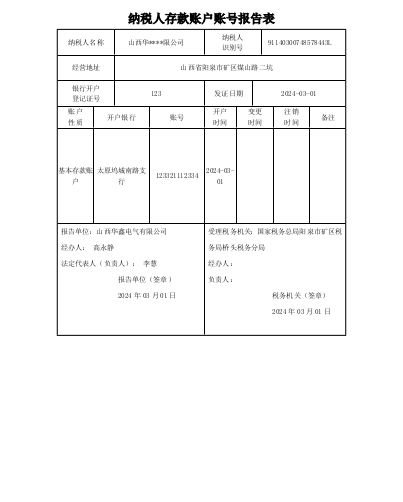 纳税人存款账户账号报告表
纳税人名称 山西华****限公司 纳税人识别号 91140300748578443L
经营地址 山西省阳泉市矿区煤山路二坑
银行开户登记证号 123 发证日期 2024-03-01
账户性质 开户银行 账号 开户时间 变更时间 注销时间 备注
基本存款账户 太原坞城南路支行 123321112334 2024-03-01
报告单位：山西华鑫电气有限公司
经办人： 高永静
法定代表人（负责人）： 李慧
报告单位（签章）
2024 年 03 月 01 日
受理税务机关：国家税务总局阳泉市矿区税
务局桥头税务分局
经办人：
负责人：
税务机关（签章）
2024 年 03 月 01 日